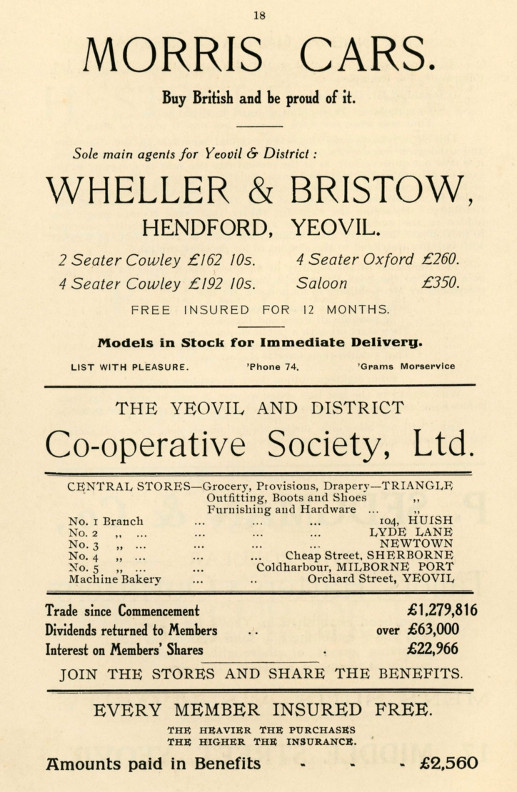 18
MORRIS CARS.
Buy British and be proud of it.
Sole main agents for Yeovil & District :
WHELLER & BRISTOW,
HENDFORD, YEOVIL.
2 Seater Cowley £162 10s. 4 Seater Oxford £260.
4 Seater Cowley £192 10s. Saloon £350.
FREE INSURED FOR 12 MONTHS.
Models in Stock for Immediate Delivery.
LIST WITH PLEASURE. 'Phone 74. 'Grams Morservice
THE YEOVIL AND DISTRICT
Co-operative Society, Ltd.
CENTRAL STORES—Grocery, Provisions, Drapery—TRIANGLE
Outfitting, Boots and Shoes „
Furnishing and Hardware ... „
No. 1 Branch ... ... ... 104, HUISH
No. 2 „ ... ... ... ... LYDE LANE
No. 3 „ ... ... ... ... NEWTOWN
No. 4 „ ... ... Cheap Street, SHERBORNE
No. 5 „ ... ... Coldharbour, MILBORNE PORT
Machine Bakery ... .. Orchard Street, YEOVIL
Trade since Commencement £1,279,816
Dividends returned to Members .. over £63,000
Interest on Members' Shares . £22,966
JOIN THE STORES AND SHARE THE BENEFITS.
EVERY MEMBER INSURED FREE.
THE HEAVIER THE PURCHASES
THE HIGHER THE INSURANCE.
Amounts paid in Benefits - - - £2,560